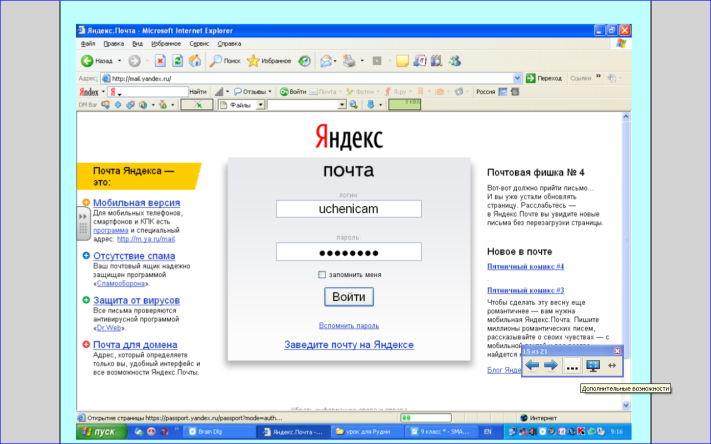 Яндекс.Почта - Microsoft Internet Explorer
Файл Правка Вид Избранное Сервис Справка
Назад Поиск Избранное
Адрес: http://mail.yandex.ru/ Переход Ссылки »
Яndex Найти Отзывы Войти Почта Фотки Я.ру Россия
DM Bar Файлы
Яндекс
почта
логин:
uchenicam
пароль:
запомнить меня
Войти
Вспомнить пароль
Заведите почту на Яндексе
Почта Яндекса —
это:
Мобильная версия
Для мобильных телефонов,
смартфонов и КПК есть
программа и специальный
адрес: http://m.ya.ru/mail.
Отсутствие спама
Ваш почтовый ящик надежно
защищен программой
«Спамооборона».
Защита от вирусов
Все письма проверяются
антивирусной программой
«Dr.Web».
Почта для домена
Адрес, который определяете
только вы, удобный интерфейс и
все возможности Яндекс.Почты.
Почтовая фишка № 4
Вот-вот должно прийти письмо...
И вы уже устали обновлять
страницу. Расслабьтесь —
в Яндекс.Почте вы увидите новые
письма без перезагрузки страницы.
Новое в почте
Пятничный комикс #4
Пятничный комикс #3
Чтобы сделать эту весну еще
романтичнее — вам нужна
мобильная Яндекс.Почта. Пишите
миллионы романтических писем,
рассказывайте о своих чувствах — с
мобильной
найдется
Блог
15 из 21
Дополнительные возможности
Открытие страницы https://passport.yandex.ru/passport?mode=auth... Интернет
пуск Brain Dlg Яндекс.Почта -... урок для Рудни 9 класс * - SMA... EN 9:16